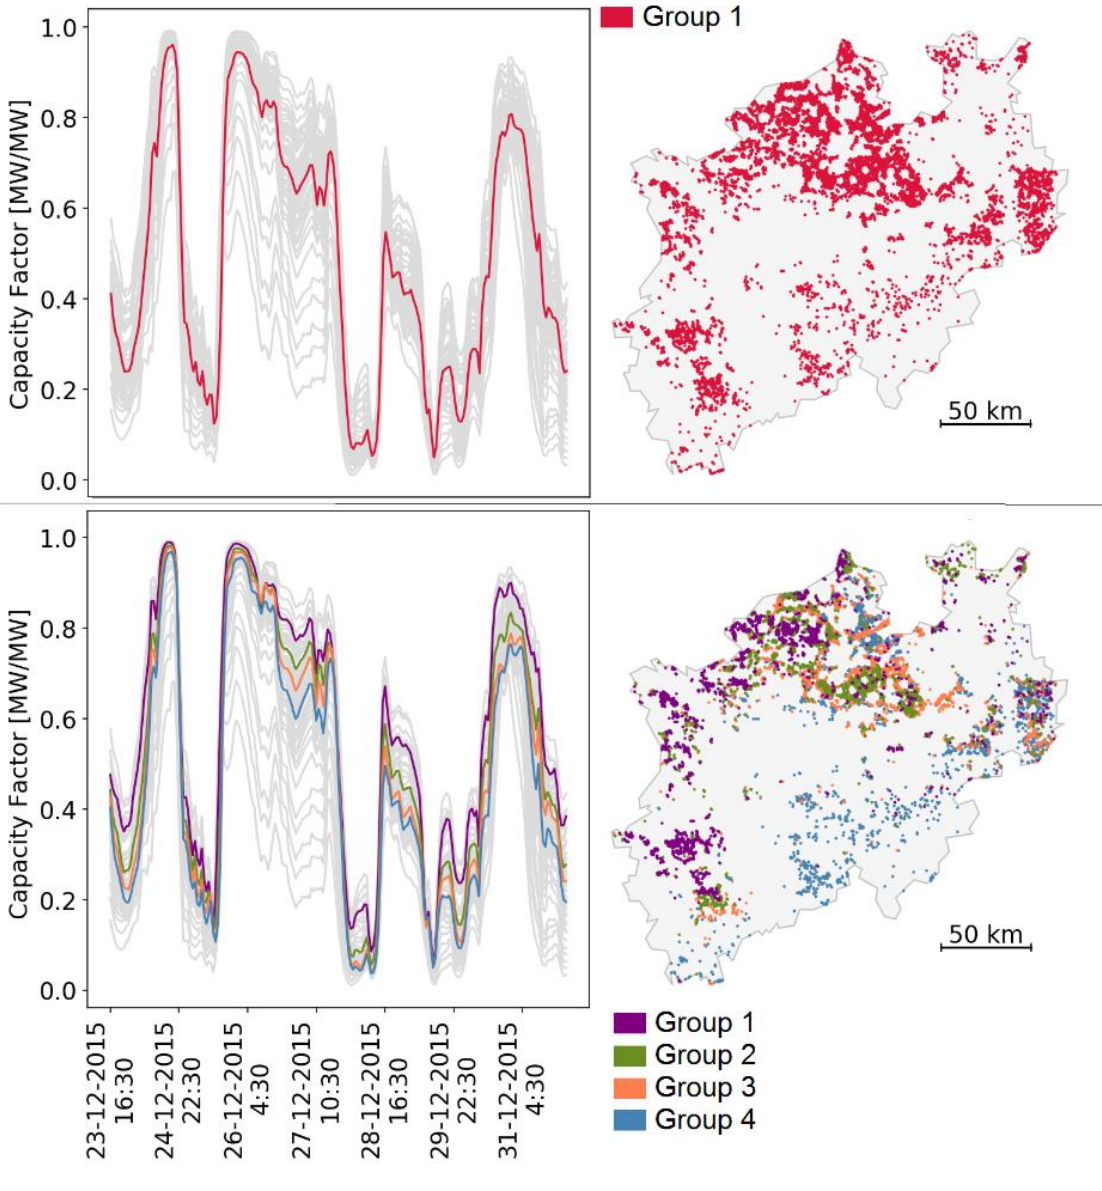 Capacity Factor [MW/MW]
1.0
0.8
0.6
0.4
0.2
0.0
Group 1
50 km
Capacity Factor [MW/MW]
1.0
0.8
0.6
0.4
0.2
0.0
23-12-2015
16:30
24-12-2015
22:30
26-12-2015
4:30
27-12-2015
10:30
28-12-2015
16:30
29-12-2015
22:30
31-12-2015
4:30
50 km
Group 1
Group 2
Group 3
Group 4